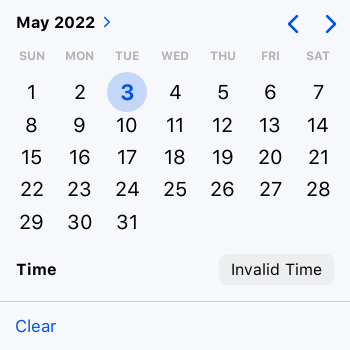 May 2022
SUN MON TUE WED THU FRI SAT
1 2 3 4 5 6 7
8 9 10 11 12 13 14
15 16 17 18 19 20 21
22 23 24 25 26 27 28
29 30 31
Time Invalid Time
Clear